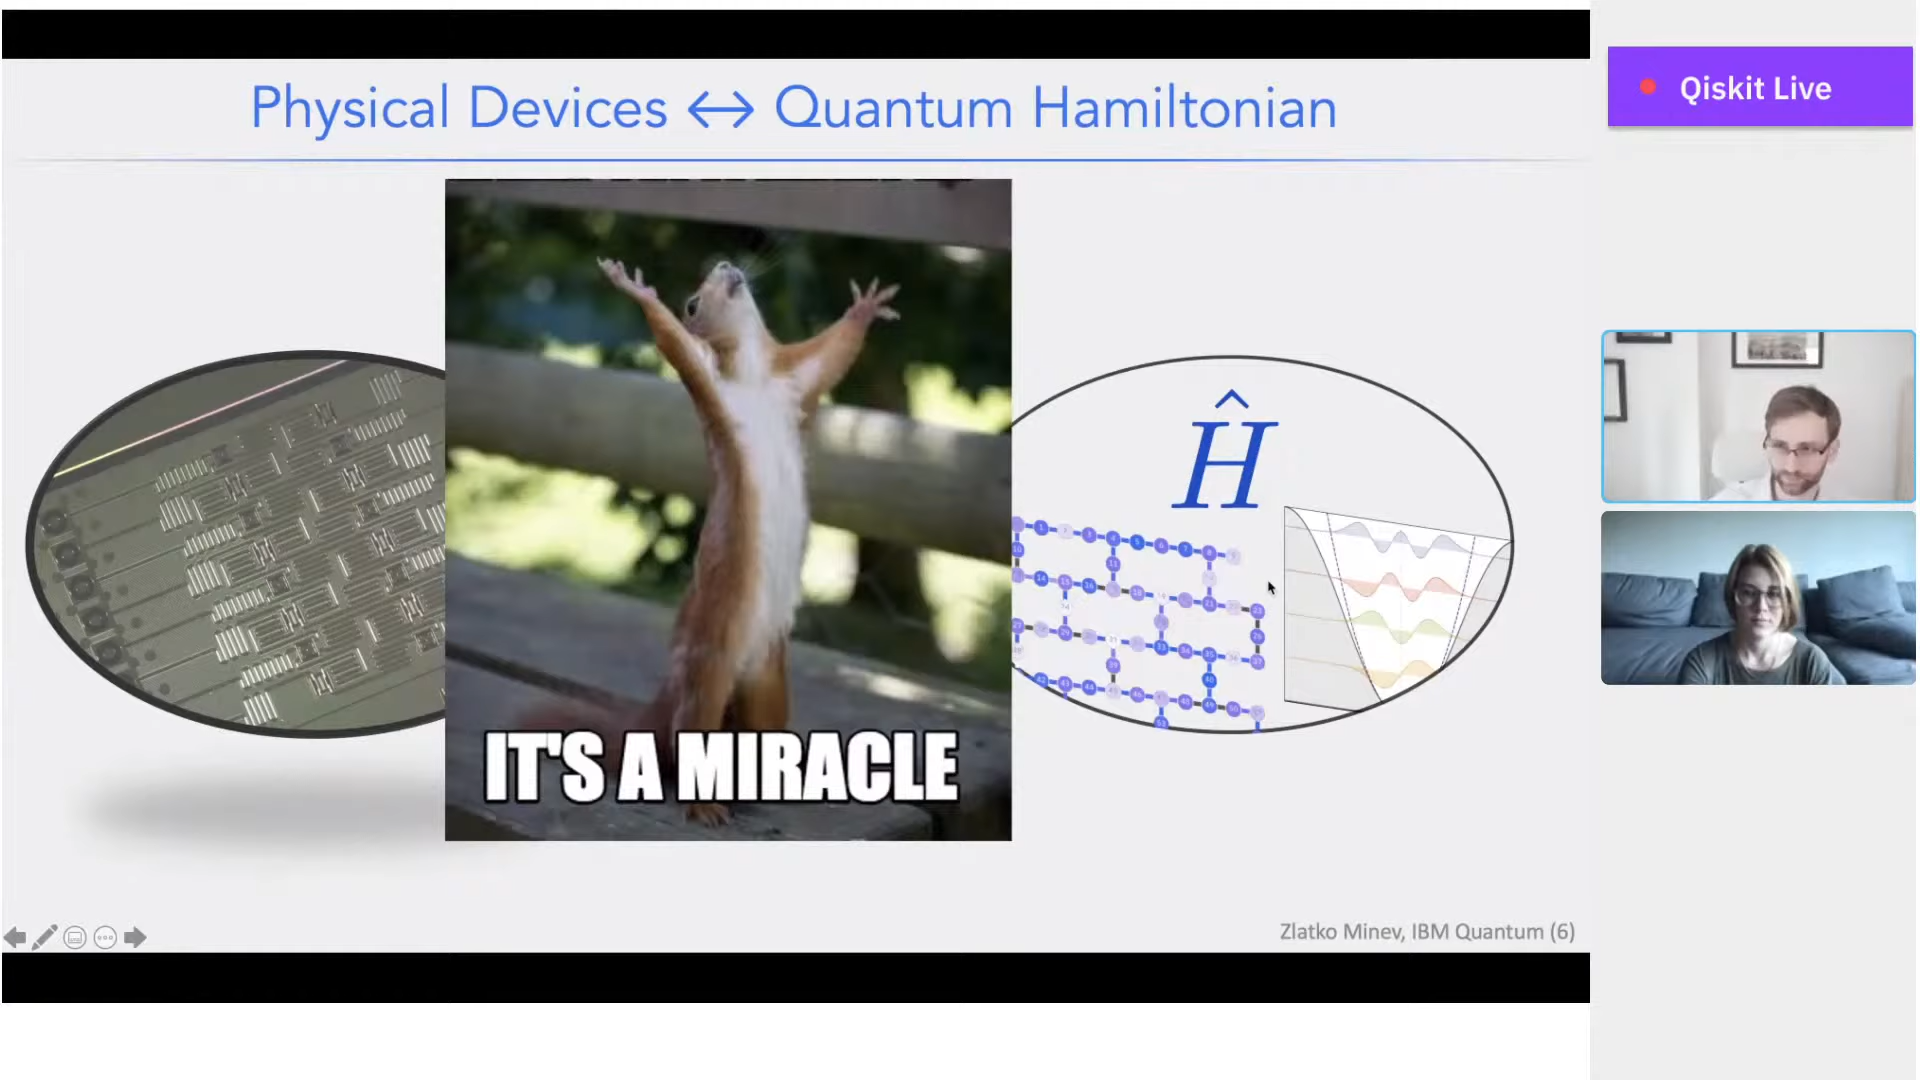 Physical Devices ↔ Quantum Hamiltonian
Qiskit Live
IT'S A MIRACLE
Ĥ
Zlatko Minev, IBM Quantum (6)